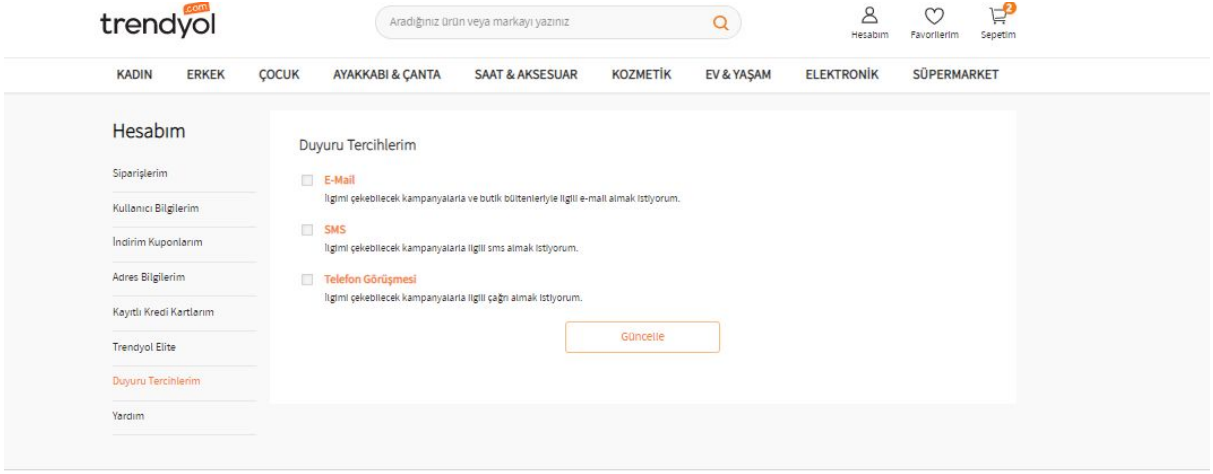 .com
trendyol
Aradığınız ürün veya markayı yazınız
2
Hesabım Favorilerim Sepetim
KADIN ERKEK ÇOCUK AYAKKABI & ÇANTA SAAT & AKSESUAR KOZMETİK EV & YAŞAM ELEKTRONİK SÜPERMARKET
Hesabım
Siparişlerim
Kullanıcı Bilgilerim
İndirim Kuponlarım
Adres Bilgilerim
Kayıtlı Kredi Kartlarım
Trendyol Elite
Duyuru Tercihlerim
Yardım
Duyuru Tercihlerim
E-Mail
İlgimi çekebilecek kampanyalarla ve butik bültenleriyle ilgili e-mail almak istiyorum.
SMS
İlgimi çekebilecek kampanyalarla ilgili sms almak istiyorum.
Telefon Görüşmesi
İlgimi çekebilecek kampanyalarla ilgili çağrı almak istiyorum.
Güncelle